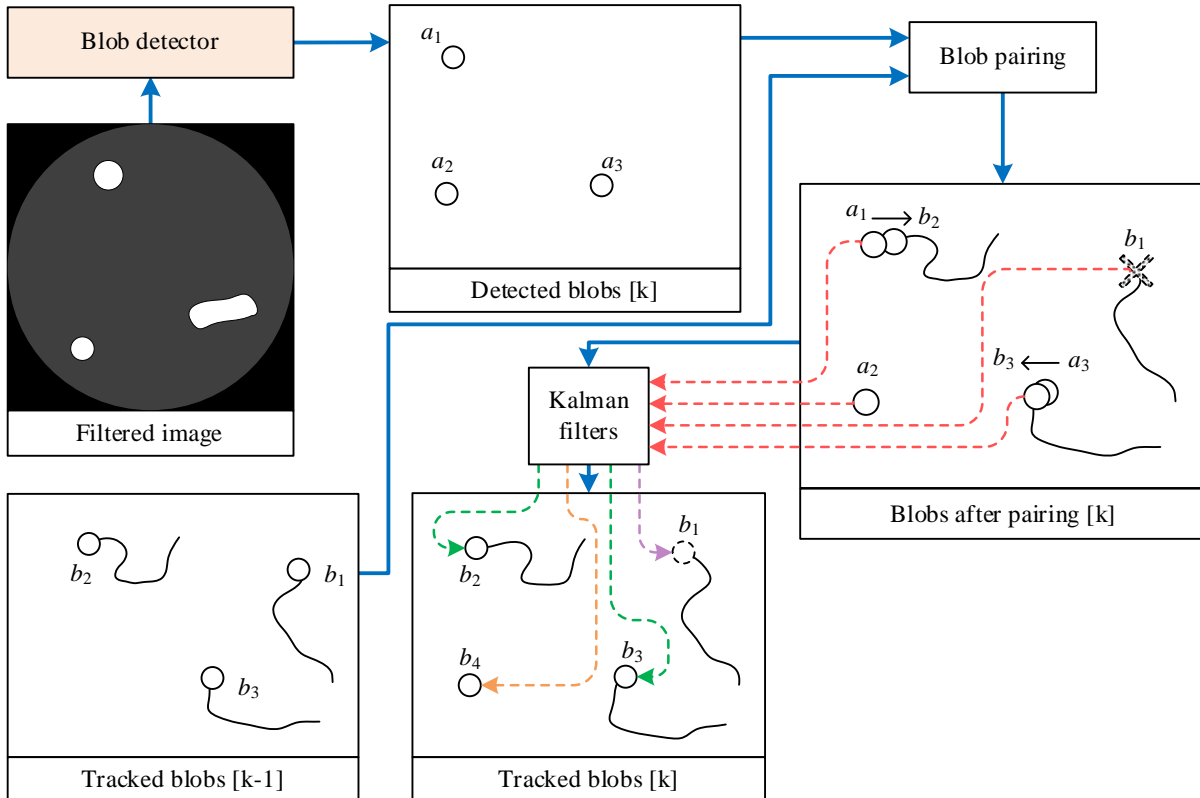 Blob detector
a₁
a₂
a₃
Detected blobs [k]
Blob pairing
Filtered image
a₁
b₂
b₁
a₂
b₃
a₃
Blobs after pairing [k]
Kalman
filters
b₂
b₁
b₃
Tracked blobs [k-1]
b₂
b₁
b₄
b₃
Tracked blobs [k]